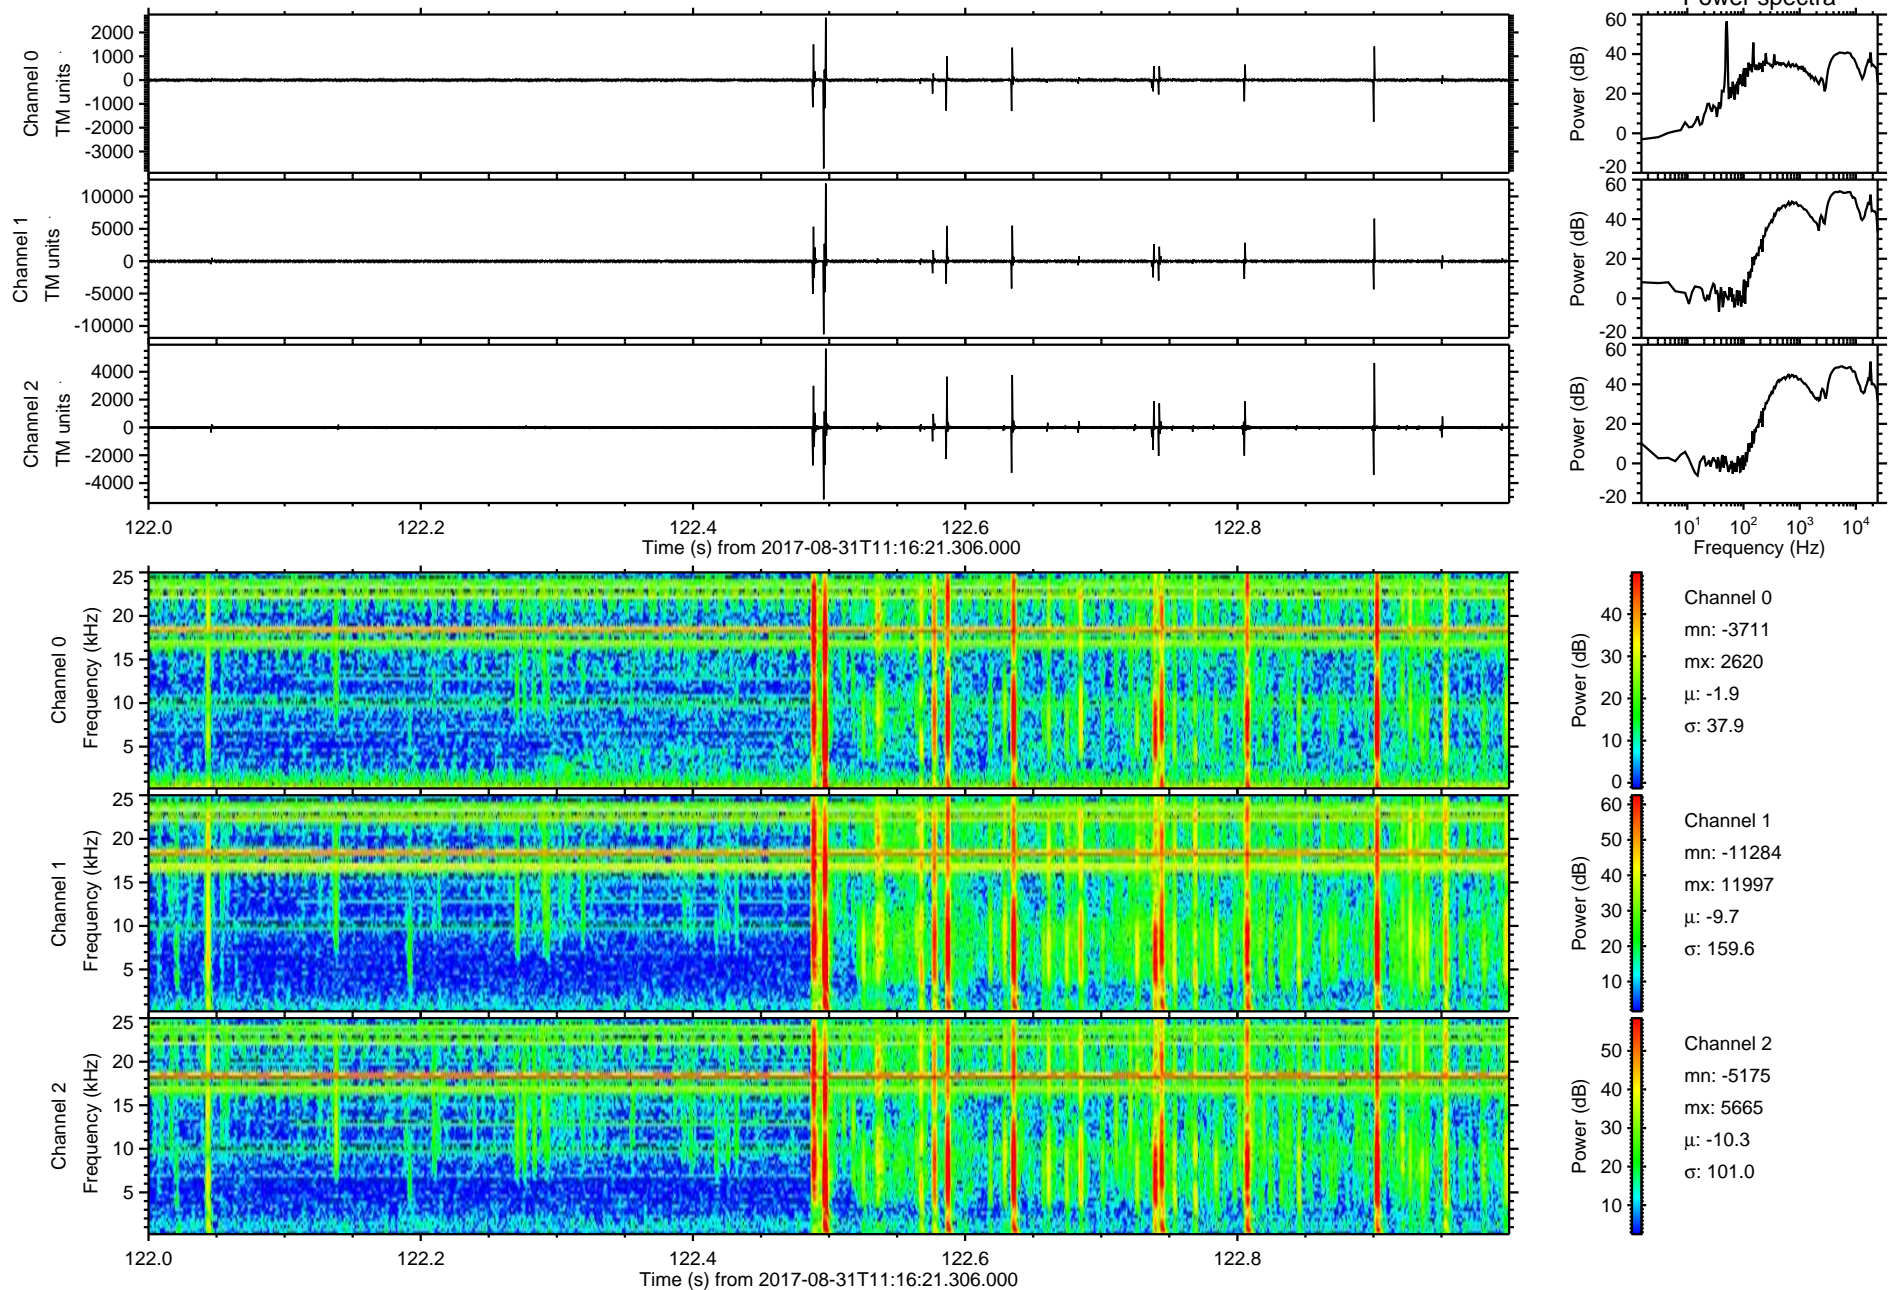 Power spectra
Channel 0
TM units
2000
1000
0
-1000
-2000
-3000
Power (dB)
60
40
20
0
-20
Channel 1
TM units
10000
5000
0
-5000
-10000
Power (dB)
60
40
20
0
-20
Channel 2
TM units
4000
2000
0
-2000
-4000
Power (dB)
60
40
20
0
-20
122.0 122.2 122.4 122.6 122.8
Time (s) from 2017-08-31T11:16:21.306.000
10^1 10^2 10^3 10^4
Frequency (Hz)
Channel 0
Frequency (kHz)
25
20
15
10
5
Power (dB)
40
30
20
10
0
Channel 0
mn: -3711
mx: 2620
μ: -1.9
σ: 37.9
Channel 1
Frequency (kHz)
25
20
15
10
5
Power (dB)
60
50
40
30
20
10
Channel 1
mn: -11284
mx: 11997
μ: -9.7
σ: 159.6
Channel 2
Frequency (kHz)
25
20
15
10
5
Power (dB)
50
40
30
20
10
Channel 2
mn: -5175
mx: 5665
μ: -10.3
σ: 101.0
122.0 122.2 122.4 122.6 122.8
Time (s) from 2017-08-31T11:16:21.306.000